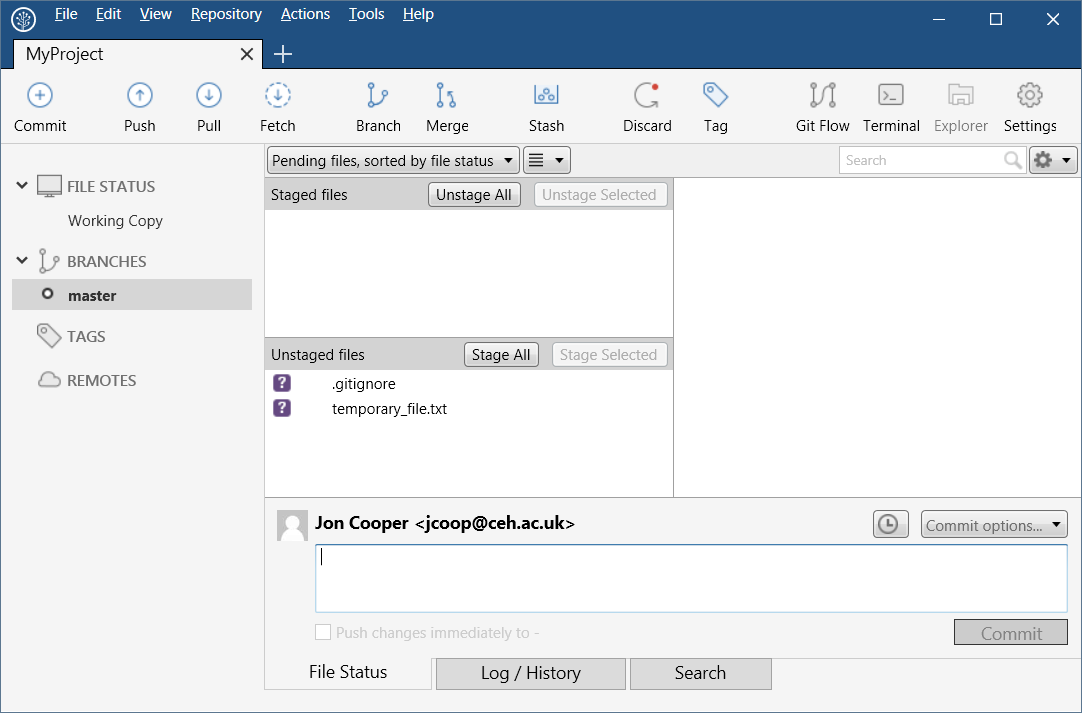 File Edit View Repository Actions Tools Help
MyProject
Commit Push Pull Fetch Branch Merge Stash Discard Tag Git Flow Terminal Explorer Settings
Pending files, sorted by file status
Search
FILE STATUS
Working Copy
BRANCHES
master
TAGS
REMOTES
Staged files Unstage All Unstage Selected
Unstaged files Stage All Stage Selected
? .gitignore
? temporary_file.txt
Jon Cooper <jcoop@ceh.ac.uk>
Commit options...
Push changes immediately to -
Commit
File Status Log / History Search